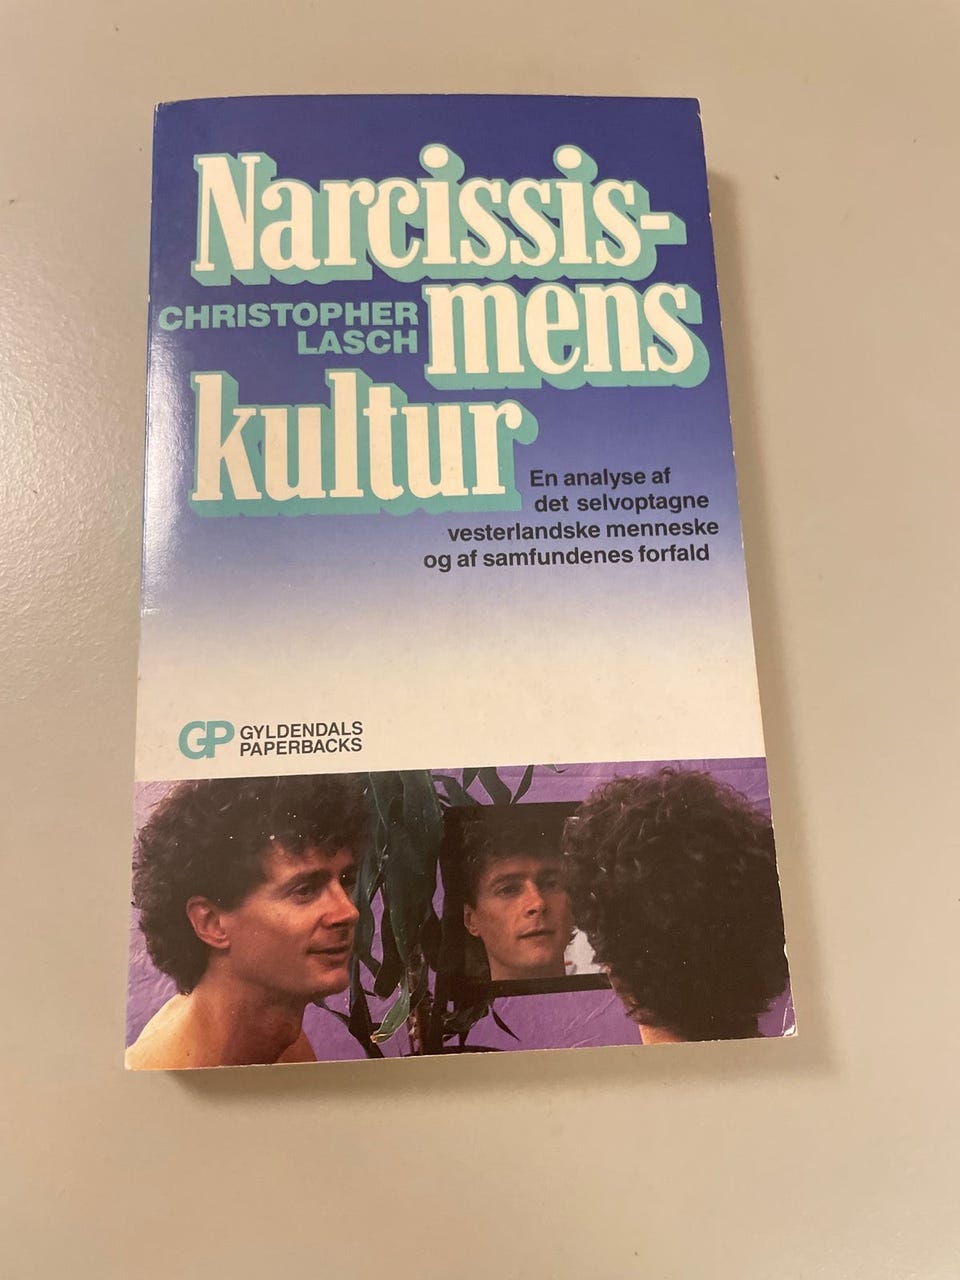 Narcissis-
mens
CHRISTOPHER
LASCH
kultur
En analyse af
det selvoptagne
vesterlandske menneske
og af samfundenes forfald
GP GYLDENDALS
PAPERBACKS